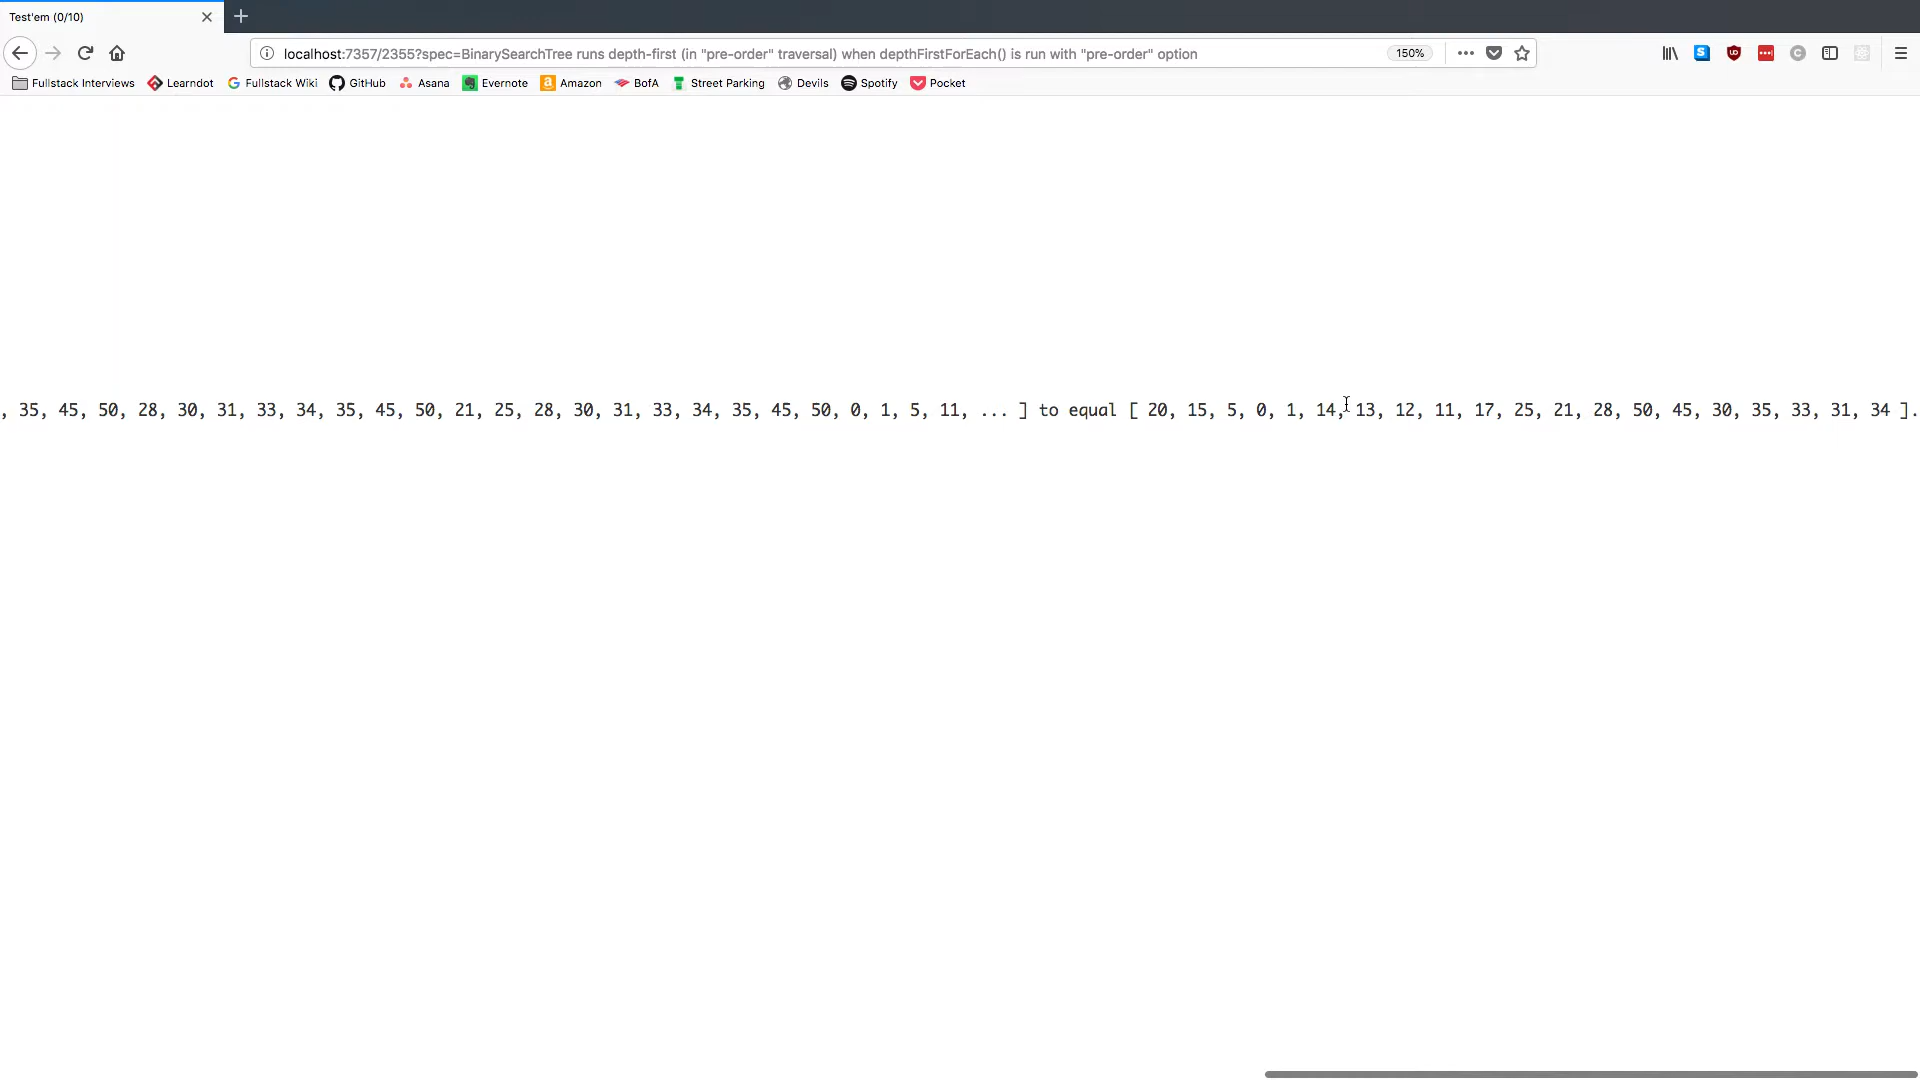 Test'em (0/10)
localhost:7357/2355?spec=BinarySearchTree runs depth-first (in "pre-order" traversal) when depthFirstForEach() is run with "pre-order" option
150%
Fullstack Interviews Learndot Fullstack Wiki GitHub Asana Evernote Amazon BofA Street Parking Devils Spotify Pocket
, 35, 45, 50, 28, 30, 31, 33, 34, 35, 45, 50, 21, 25, 28, 30, 31, 33, 34, 35, 45, 50, 0, 1, 5, 11, ... ] to equal [ 20, 15, 5, 0, 1, 14, 13, 12, 11, 17, 25, 21, 28, 50, 45, 30, 35, 33, 31, 34 ].